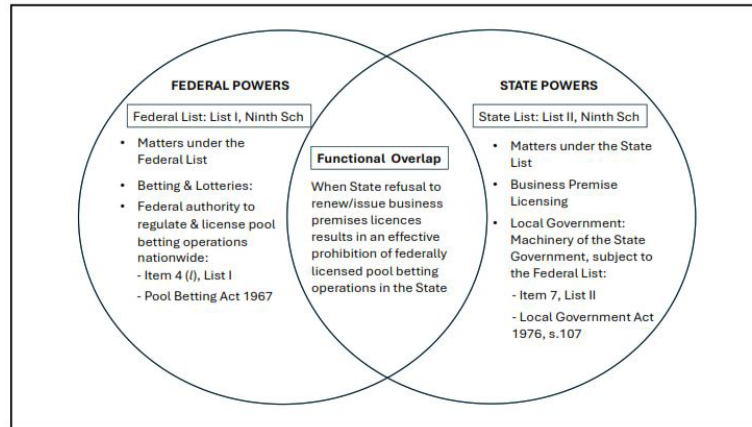 FEDERAL POWERS
Federal List: List I, Ninth Sch
• Matters under the
Federal List
• Betting & Lotteries:
• Federal authority to
regulate & license pool
betting operations
nationwide:
- Item 4 (l), List I
- Pool Betting Act 1967
Functional Overlap
When State refusal to
renew/issue business
premises licences
results in an effective
prohibition of federally
licensed pool betting
operations in the State
STATE POWERS
State List: List II, Ninth Sch
• Matters under the State
List
• Business Premise
Licensing
• Local Government:
Machinery of the State
Government, subject to
the Federal List:
- Item 7, List II
- Local Government Act
1976, s.107